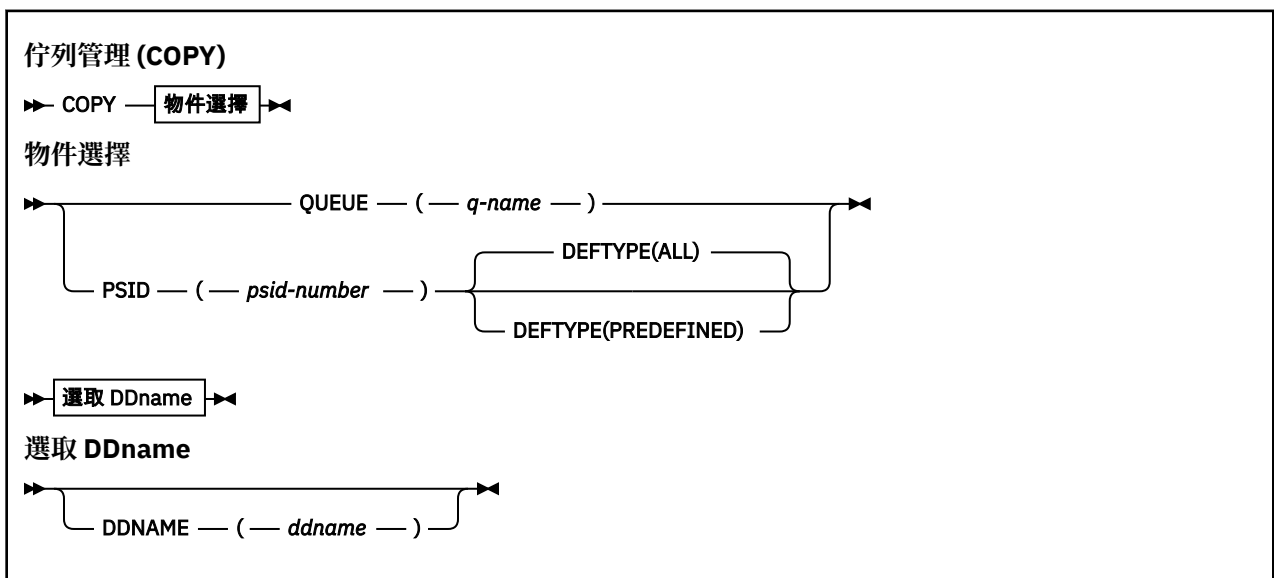 佇列管理 (COPY)
COPY 物件選擇
物件選擇
QUEUE ( q-name )
DEFTYPE(ALL)
PSID ( psid-number )
DEFTYPE(PREDEFINED)
選取 DDname
選取 DDname
DDNAME ( ddname )